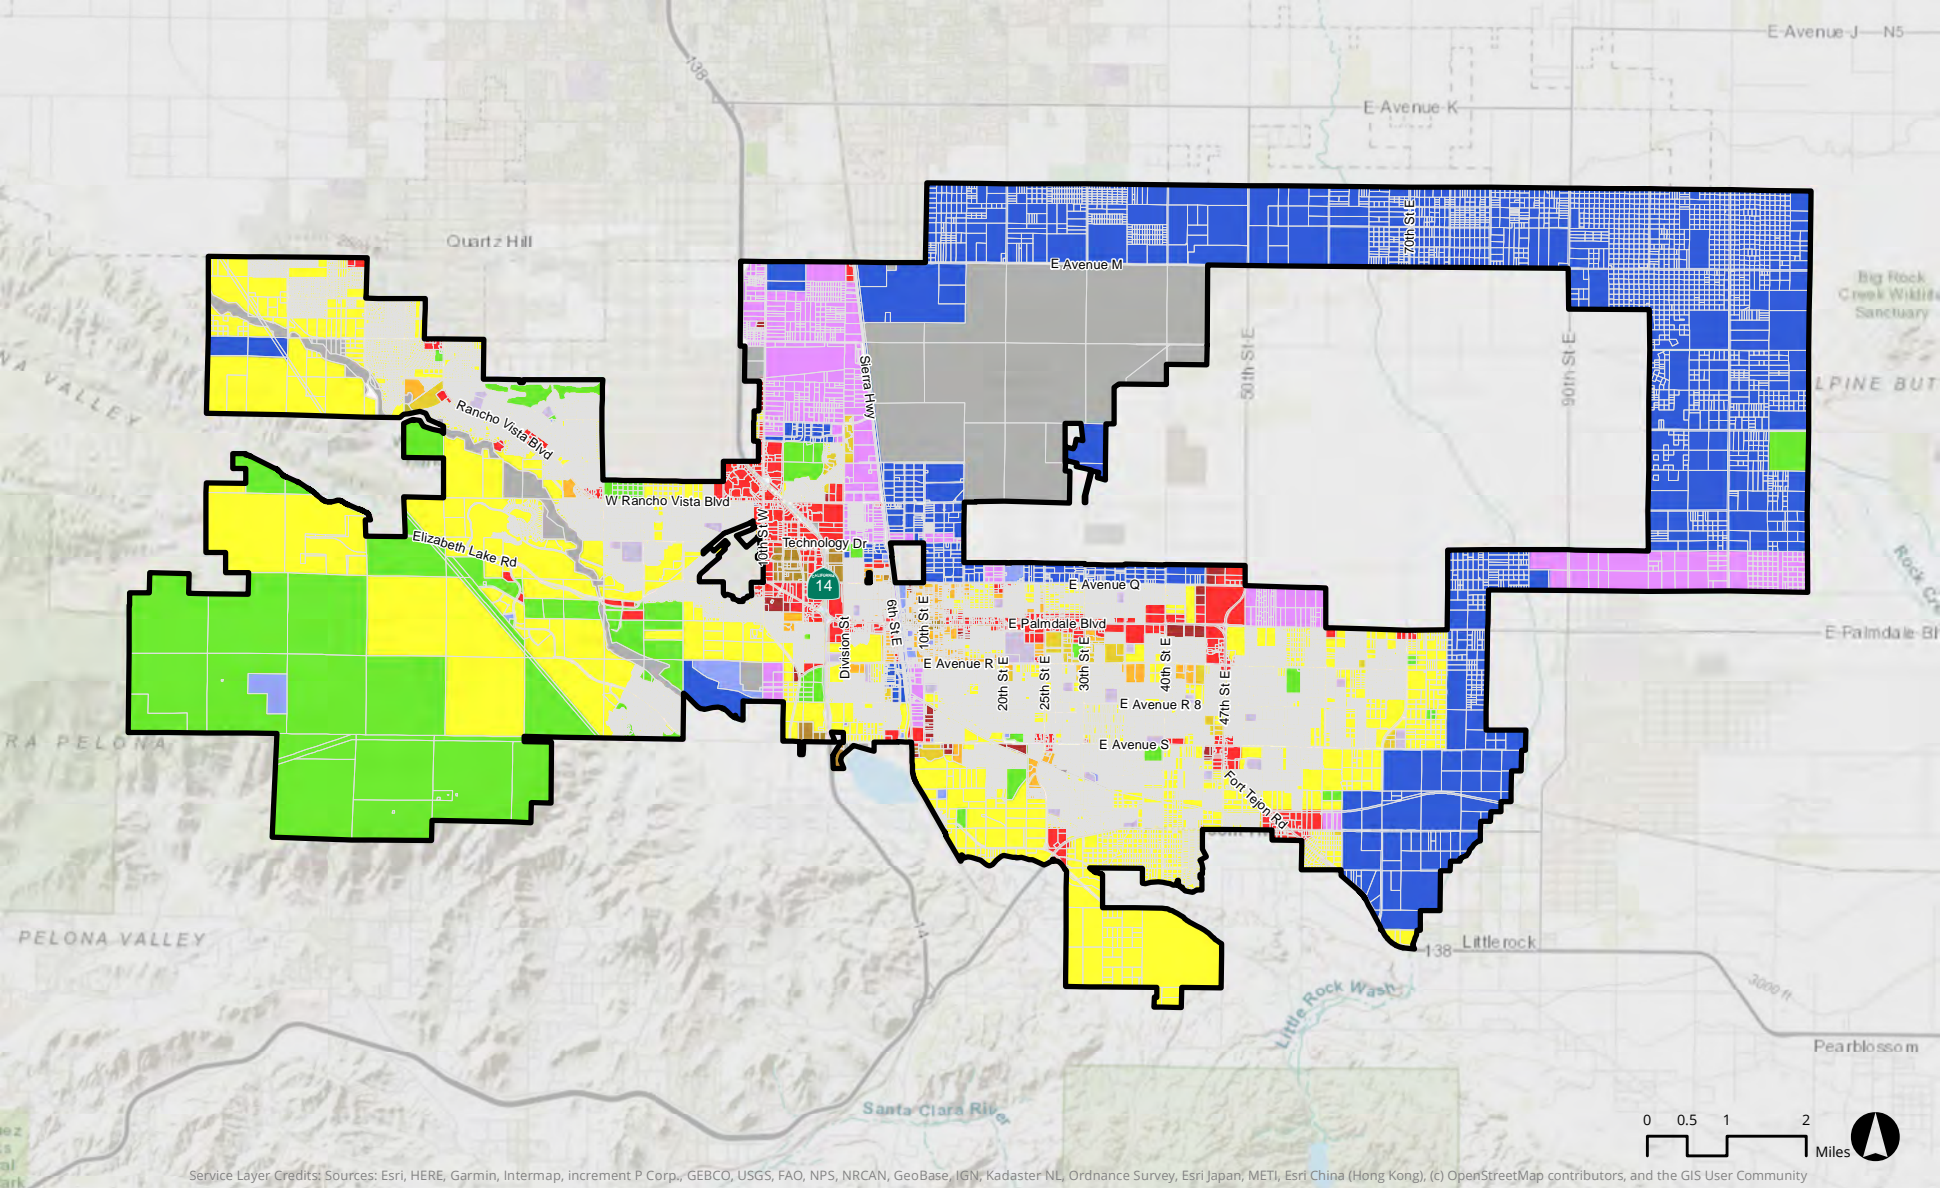 E Avenue J
N5
138
E Avenue K
Quartz Hill
70th St E
E Avenue M
Big Rock
Creek Wildlife
Sanctuary
Sierra Hwy
50th St E
90th St E
Rancho Vista Blvd
W Rancho Vista Blvd
10th St W
Technology Dr
Elizabeth Lake Rd
CALIFORNIA
14
E Avenue Q
6th St E
10th St E
E Palmdale Blvd
E Palmdale Bl
Division St
E Avenue R
20th St E
25th St E
30th St E
40th St E
47th St E
E Avenue R 8
E Avenue S
RA PELONA
Fort Tejon Rd
14
PELONA VALLEY
138
Littlerock
Little Rock Wash
3000 ft
Pearblossom
Santa Clara River
0 0.5 1 2
Miles
Service Layer Credits: Sources: Esri, HERE, Garmin, Intermap, increment P Corp., GEBCO, USGS, FAO, NPS, NRCAN, GeoBase, IGN, Kadaster NL, Ordnance Survey, Esri Japan, METI, Esri China (Hong Kong), (c) OpenStreetMap contributors, and the GIS User Community